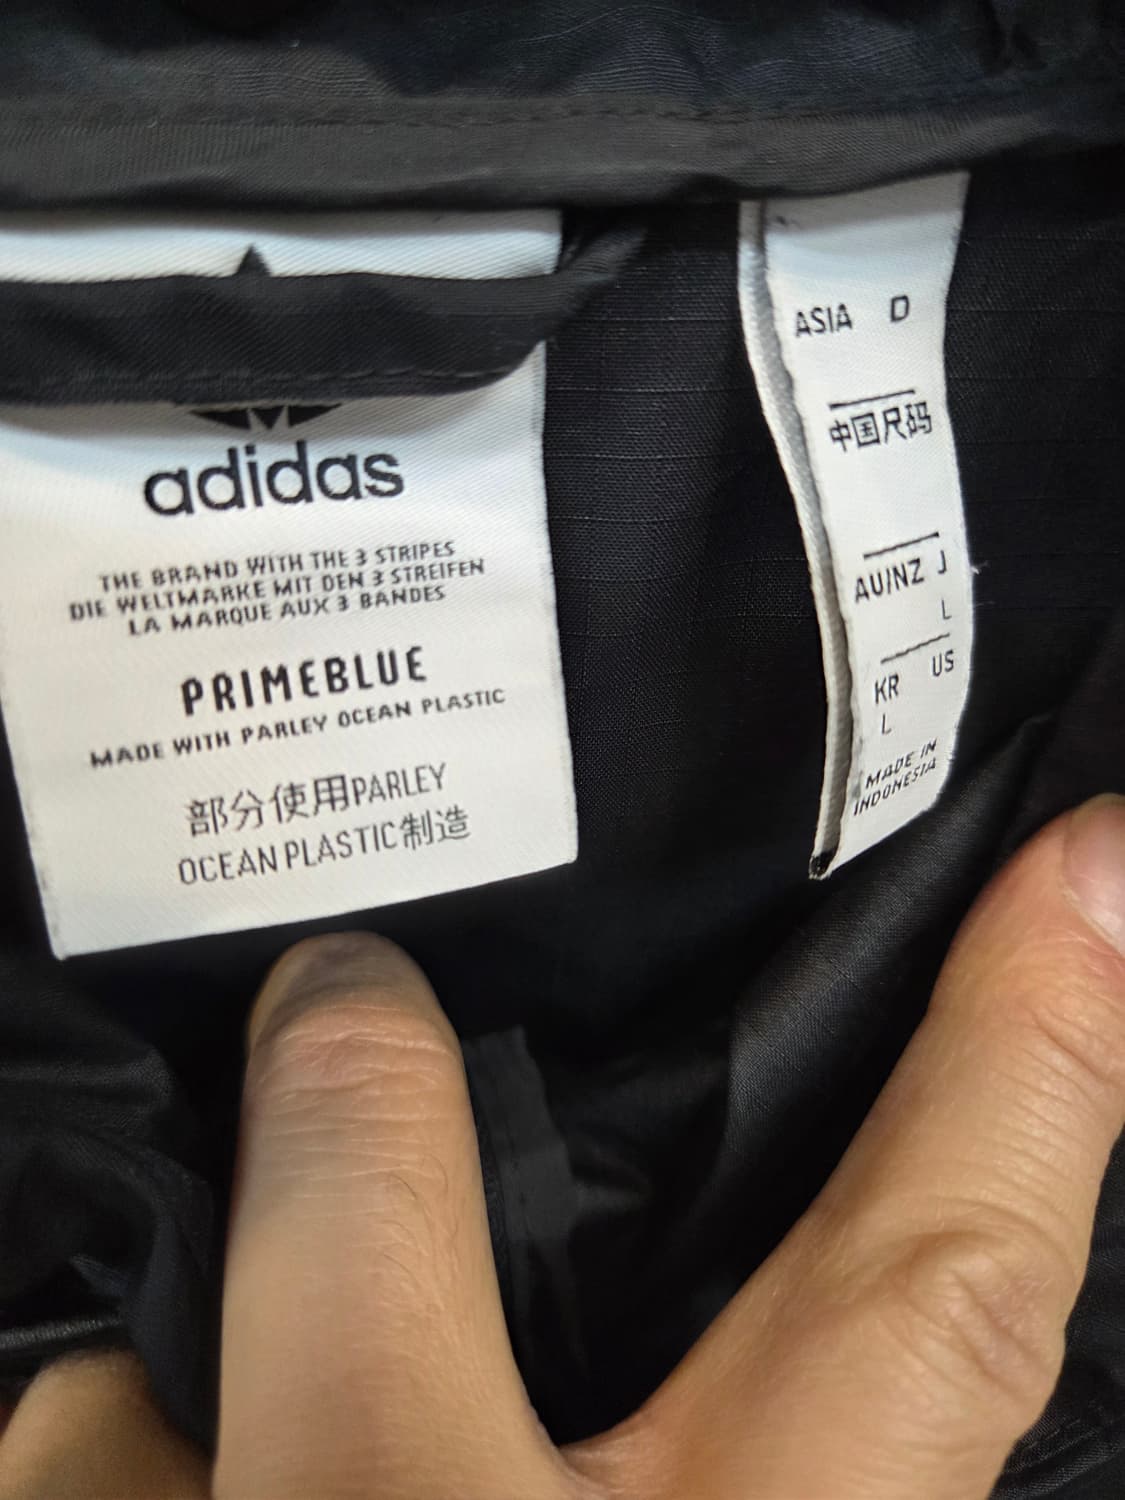 adidas
THE BRAND WITH THE 3 STRIPES
DIE WELTMARKE MIT DEN 3 STREIFEN
LA MARQUE AUX 3 BANDES
PRIMEBLUE
MADE WITH PARLEY OCEAN PLASTIC
部分使用PARLEY
OCEAN PLASTIC制造
ASIA D
中国尺码
AU/NZ J
L
KR US
L
MADE IN
INDONESIA